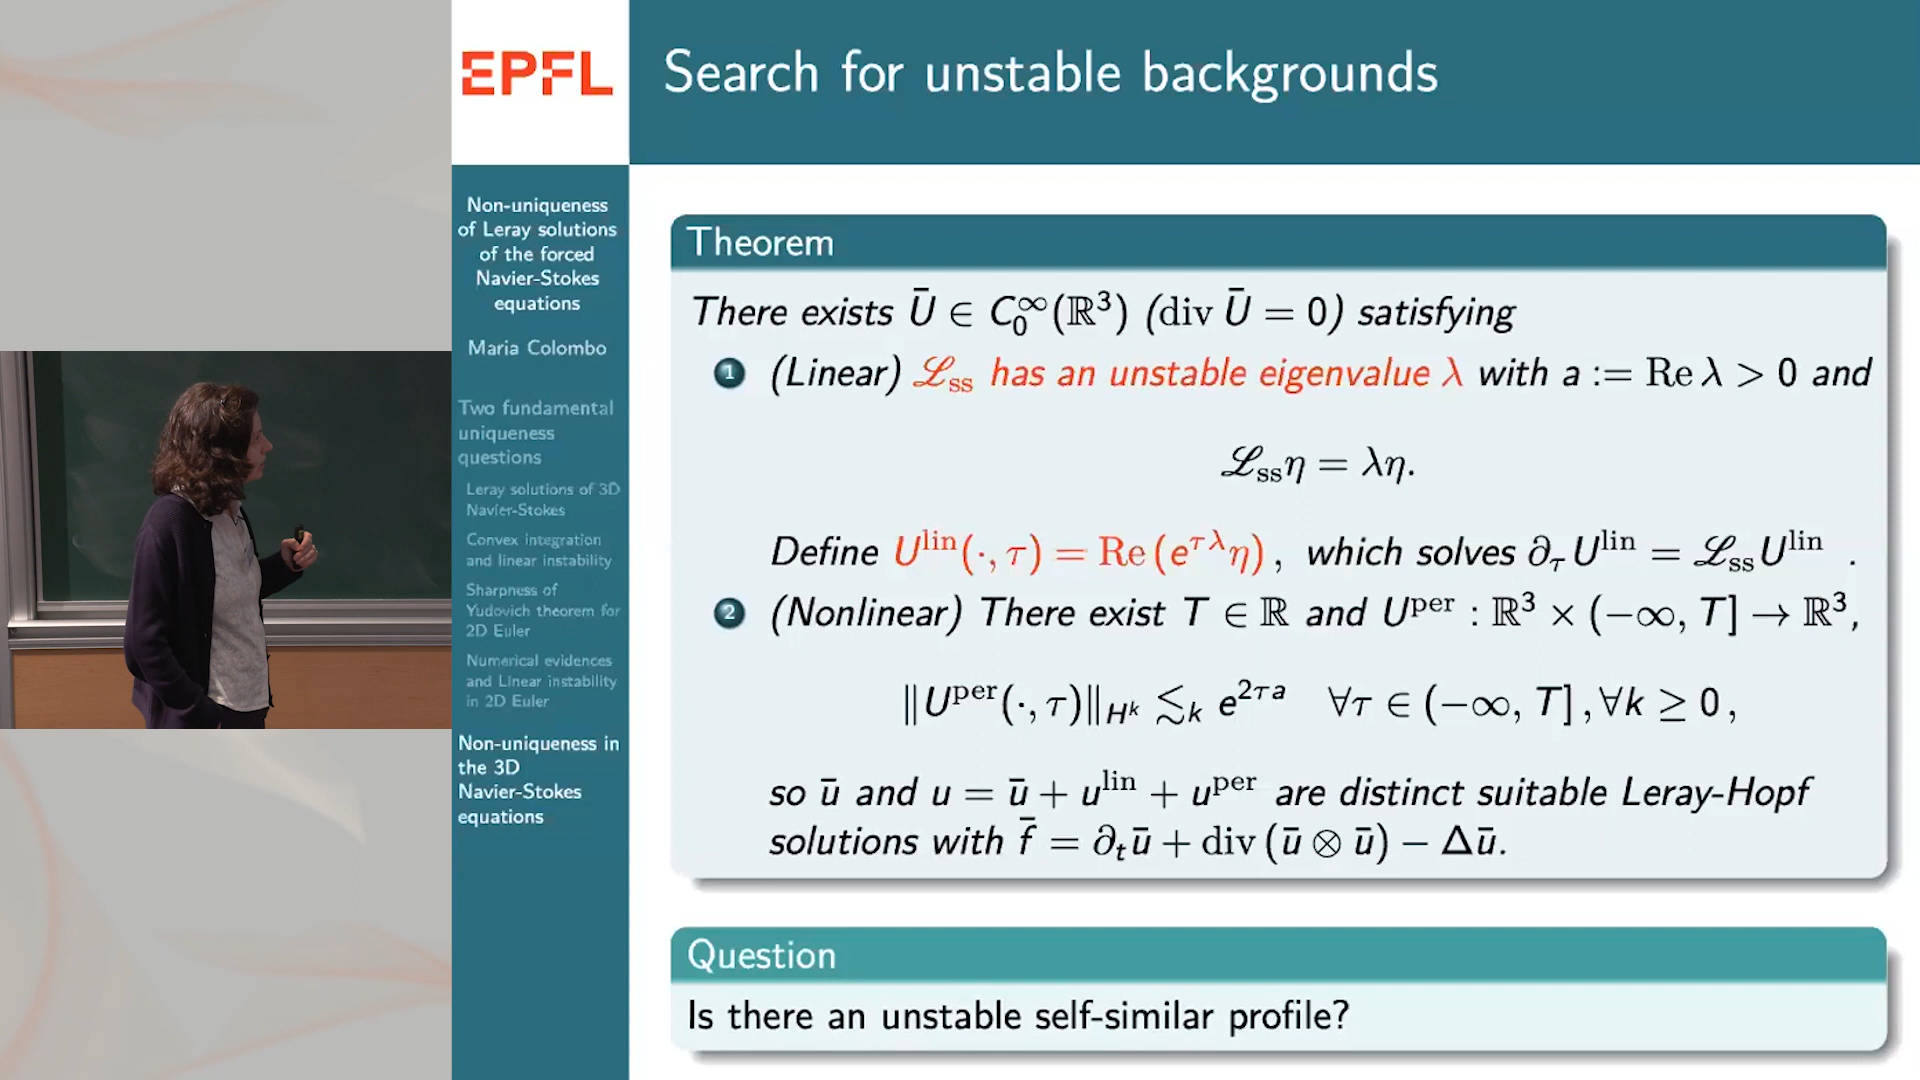 EPFL
Search for unstable backgrounds
Non-uniqueness
of Leray solutions
of the forced
Navier-Stokes
equations
Maria Colombo
Two fundamental
uniqueness
questions
Leray solutions of 3D
Navier-Stokes
Convex integration
and linear instability
Sharpness of
Yudovich theorem for
2D Euler
Numerical evidences
and Linear instability
in 2D Euler
Non-uniqueness in
the 3D
Navier-Stokes
equations
Theorem
There exists Ū ∈ C₀^∞(ℝ³) (div Ū = 0) satisfying
1 (Linear) ℒ_ss has an unstable eigenvalue λ with a := Re λ > 0 and
ℒ_ss η = λη.
Define U^lin(·, τ) = Re (e^{τλ} η) , which solves ∂_τ U^lin = ℒ_ss U^lin .
2 (Nonlinear) There exist T ∈ ℝ and U^per : ℝ³ × (−∞, T] → ℝ³,
‖U^per(·, τ)‖_{H^k} ≲_k e^{2τa} ∀τ ∈ (−∞, T] , ∀k ≥ 0 ,
so ū and u = ū + u^lin + u^per are distinct suitable Leray-Hopf
solutions with f̄ = ∂_t ū + div (ū ⊗ ū) − Δū.
Question
Is there an unstable self-similar profile?